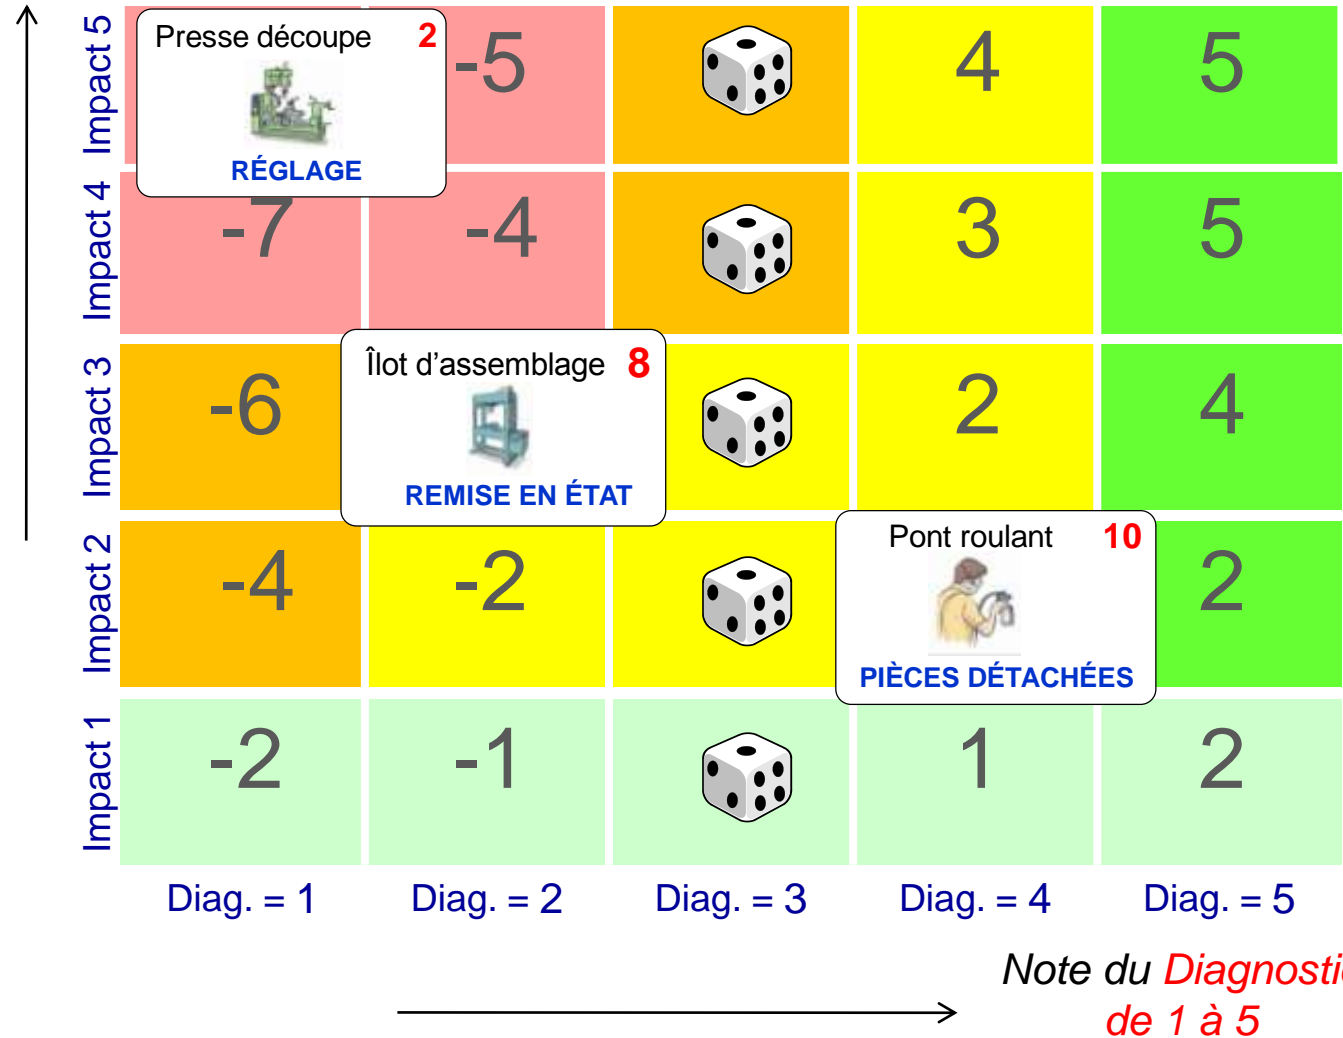 Impact 5
Presse découpe 2
RÉGLAGE
-5
4
5
Impact 4
-7
-4
3
5
Impact 3
-6
Îlot d’assemblage 8
REMISE EN ÉTAT
2
4
Impact 2
-4
-2
Pont roulant 10
PIÈCES DÉTACHÉES
2
Impact 1
-2
-1
1
2
Diag. = 1
Diag. = 2
Diag. = 3
Diag. = 4
Diag. = 5
Note du Diagnosti
de 1 à 5